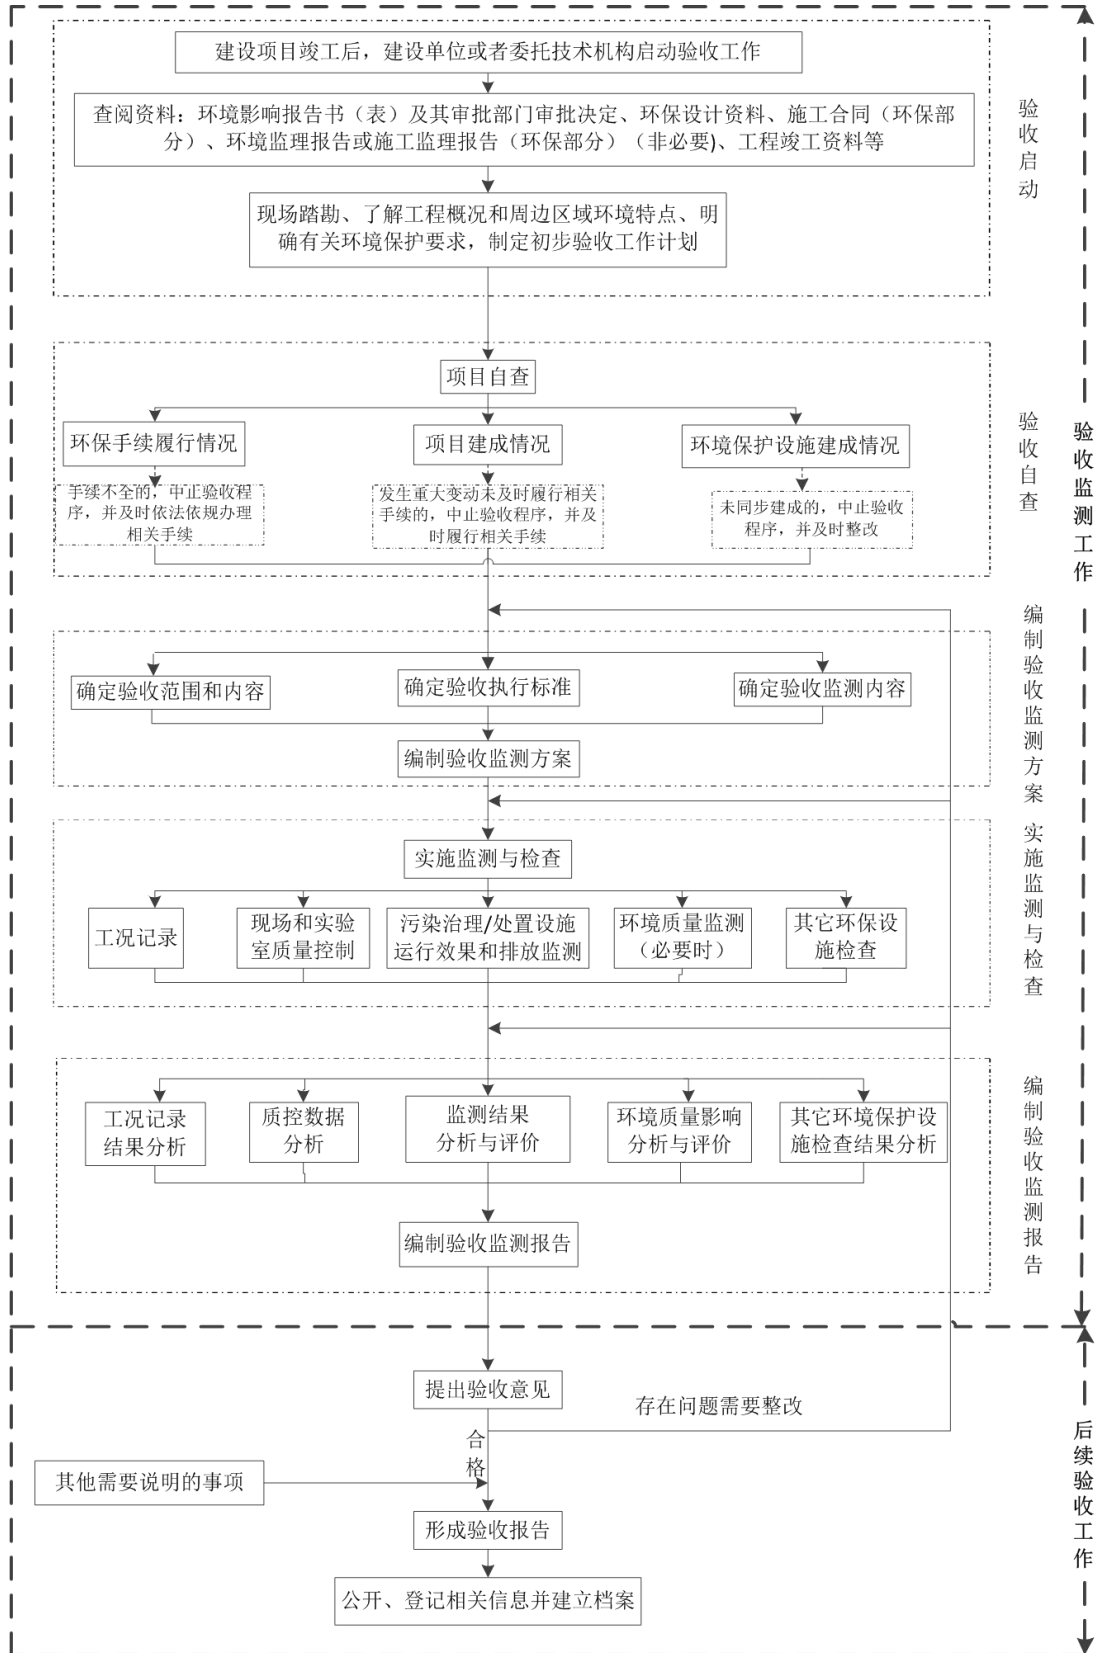 建设项目竣工后，建设单位或者委托技术机构启动验收工作
查阅资料：环境影响报告书（表）及其审批部门审批决定、环保设计资料、施工合同（环保部
分）、环境监理报告或施工监理报告（环保部分）（非必要）、工程竣工资料等
现场踏勘、了解工程概况和周边区域环境特点、明
确有关环境保护要求，制定初步验收工作计划
验收启动
项目自查
环保手续履行情况
项目建成情况
环境保护设施建成情况
手续不全的，中止验收程
序，并及时依法依规办理
相关手续
发生重大变动未及时履行相关
手续的，中止验收程序，并及
时履行相关手续
未同步建成的，中止验收
程序，并及时整改
验收自查
验收监测工作
确定验收范围和内容
确定验收执行标准
确定验收监测内容
编制验收监测方案
编制验收监测方案
实施监测与检查
工况记录
现场和实验
室质量控制
污染治理/处置设施
运行效果和排放监测
环境质量监测
（必要时）
其它环保设
施检查
实施监测与检查
工况记录
结果分析
质控数据
分析
监测结果
分析与评价
环境质量影响
分析与评价
其它环境保护设
施检查结果分析
编制验收监测报告
编制验收监测报告
提出验收意见
存在问题需要整改
合格
其他需要说明的事项
形成验收报告
公开、登记相关信息并建立档案
后续验收工作